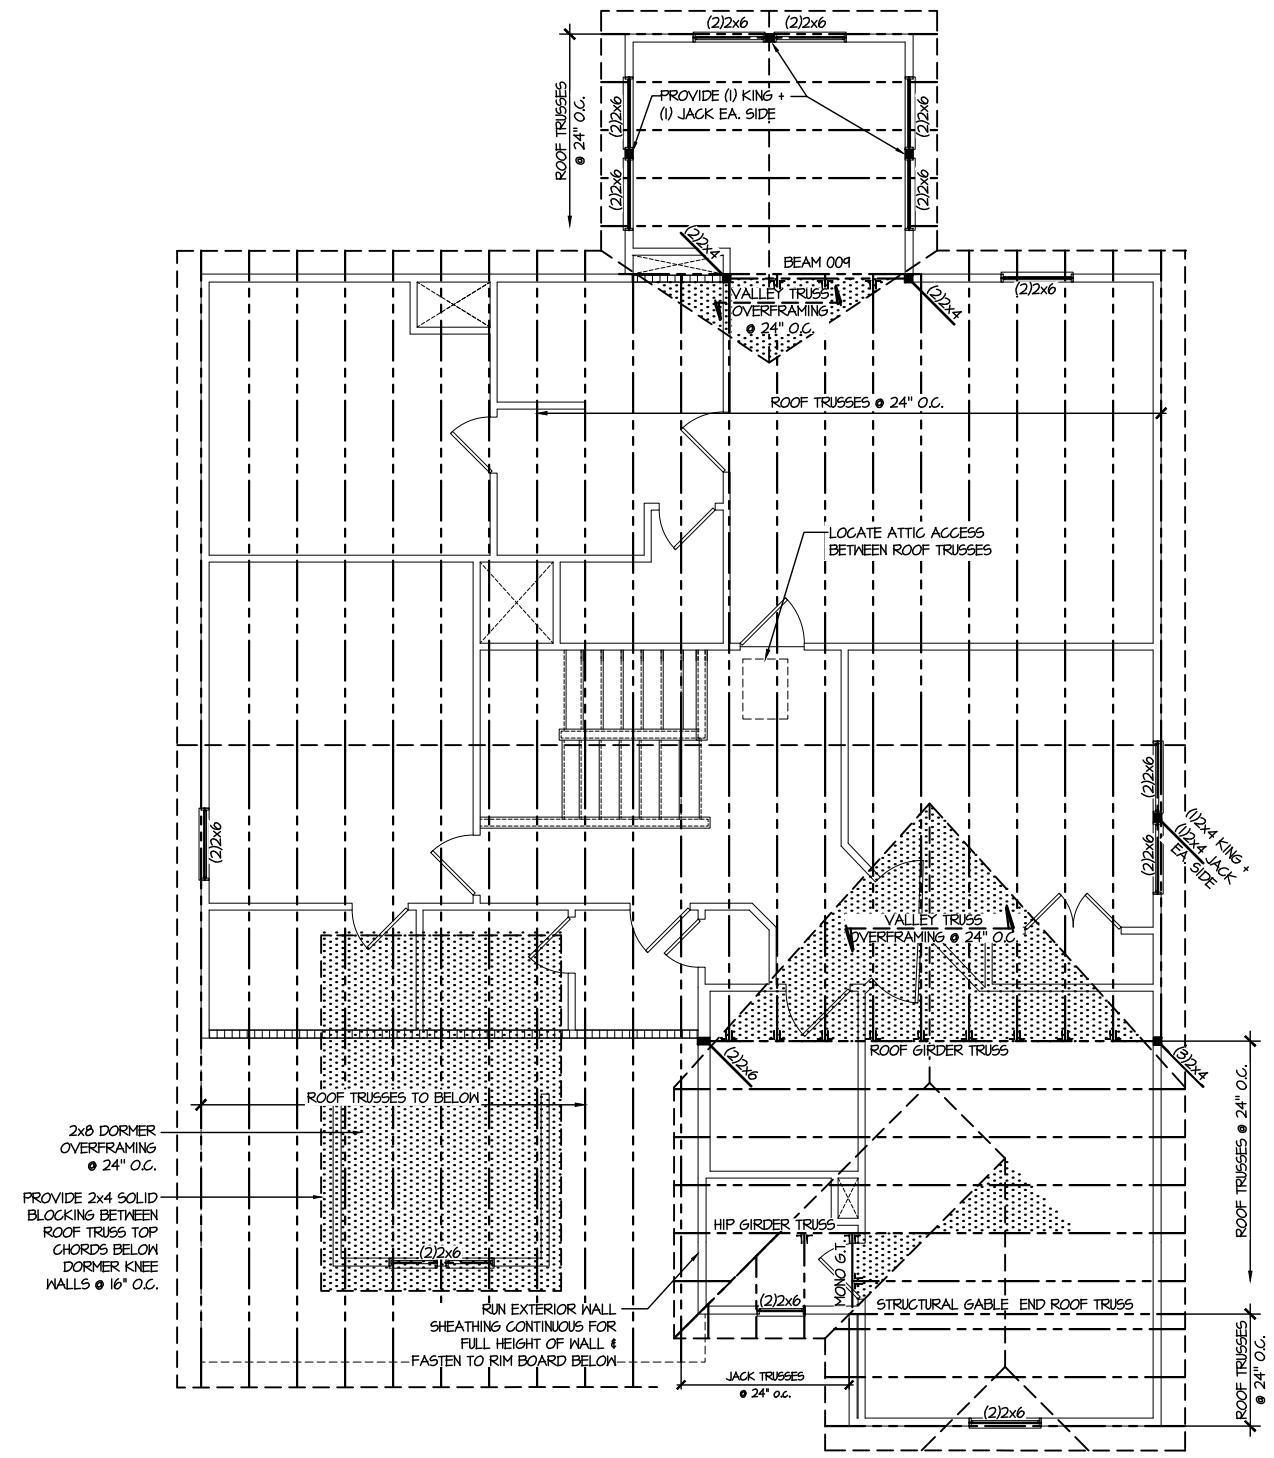 (2)2x6
(2)2x6
ROOF TRUSSES
@ 24" O.C.
(2)2x6
(2)2x6
PROVIDE (1) KING +
(1) JACK EA. SIDE
(2)2x6
(2)2x6
(2)2x4
BEAM 009
VALLEY TRUSS
OVERFRAMING
@ 24" O.C.
(2)2x4
(2)2x6
ROOF TRUSSES @ 24" O.C.
LOCATE ATTIC ACCESS
BETWEEN ROOF TRUSSES
(2)2x6
(2)2x6
(2)2x6
(1)2x4 KING +
(1)2x4 JACK
EA. SIDE
VALLEY TRUSS
OVERFRAMING @ 24" O.C.
ROOF GIRDER TRUSS
(2)2x6
(3)2x4
ROOF TRUSSES TO BELOW
2x8 DORMER
OVERFRAMING
@ 24" O.C.
ROOF TRUSSES @ 24" O.C.
PROVIDE 2x4 SOLID
BLOCKING BETWEEN
ROOF TRUSS TOP
CHORDS BELOW
DORMER KNEE
WALLS @ 16" O.C.
(2)2x6
HIP GIRDER TRUSS
MONO G.T.
(2)2x6
STRUCTURAL GABLE END ROOF TRUSS
RUN EXTERIOR WALL
SHEATHING CONTINUOUS FOR
FULL HEIGHT OF WALL &
FASTEN TO RIM BOARD BELOW
JACK TRUSSES
@ 24" O.C.
ROOF TRUSSES
@ 24" O.C.
(2)2x6